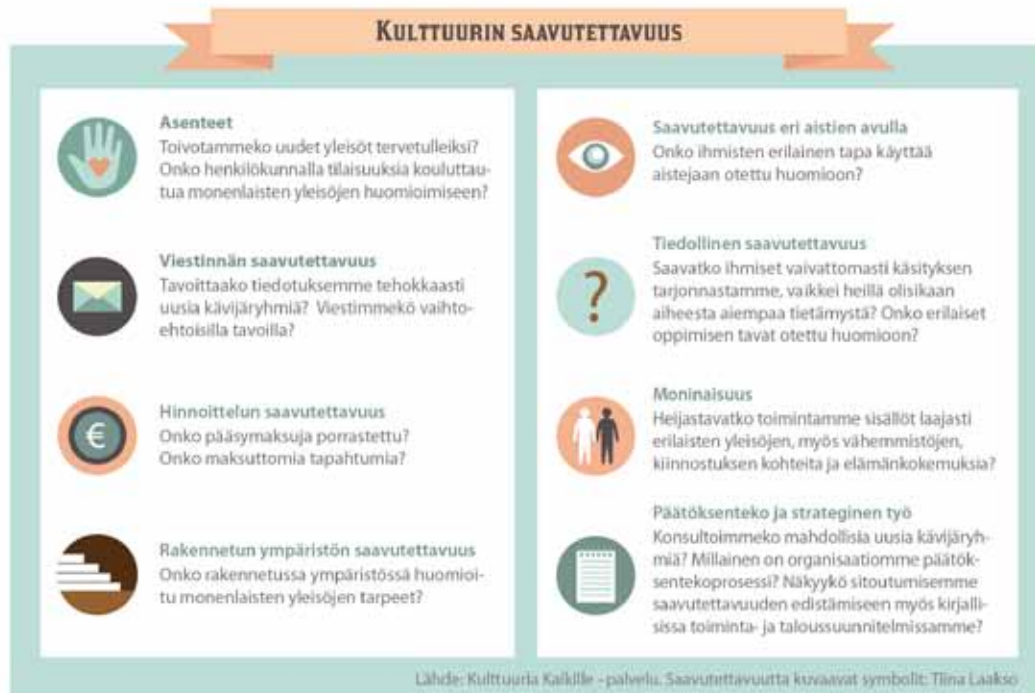 KULTTUURIN SAAVUTETTAVUUS
Asenteet
Toivotammeko uudet yleisöt tervetulleiksi?
Onko henkilökunnalla tilaisuuksia kouluttau-
tua monenlaisten yleisöjen huomioimiseen?
Viestinnän saavutettavuus
Tavoittaako tiedotuksemme tehokkaasti
uusia kävijäryhmiä? Viestimmekö vaihto-
ehtoisilla tavoilla?
€
Hinnoittelun saavutettavuus
Onko pääsymaksuja porrastettu?
Onko maksuttomia tapahtumia?
Rakennetun ympäristön saavutettavuus
Onko rakennetussa ympäristössä huomioi-
tu monenlaisten yleisöjen tarpeet?
Saavutettavuus eri aistien avulla
Onko ihmisten erilainen tapa käyttää
aistejaan otettu huomioon?
?
Tiedollinen saavutettavuus
Saavatko ihmiset vaivattomasti käsityksen
tarjonnastamme, vaikkei heillä olisikaan
aiheesta aiempaa tietämystä? Onko erilaiset
oppimisen tavat otettu huomioon?
Moninaisuus
Heijastavatko toimintamme sisällöt laajasti
erilaisten yleisöjen, myös vähemmistöjen,
kiinnostuksen kohteita ja elämänkokemuksia?
Päätöksenteko ja strateginen työ
Konsultoimmeko mahdollisia uusia kävijäryh-
miä? Millainen on organisaatiomme päätök-
sentekoprosessi? Näkyykö sitoutumisemme
saavutettavuuden edistämiseen myös kirjalli-
sissa toiminta- ja taloussuunnitelmissamme?
Lähde: Kulttuuria Kaikille –palvelu. Saavutettavuutta kuvaavat symbolit: Tiina Laakso